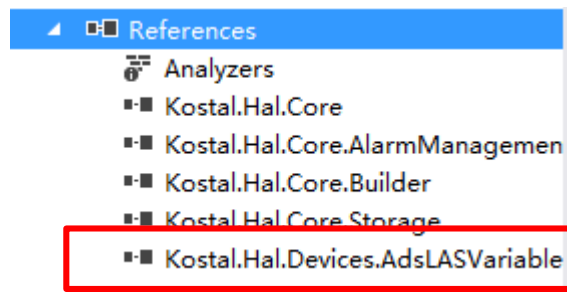 References
Analyzers
Kostal.Hal.Core
Kostal.Hal.Core.AlarmManagemen
Kostal.Hal.Core.Builder
Kostal.Hal.Core.Storage
Kostal.Hal.Devices.AdsLASVariable